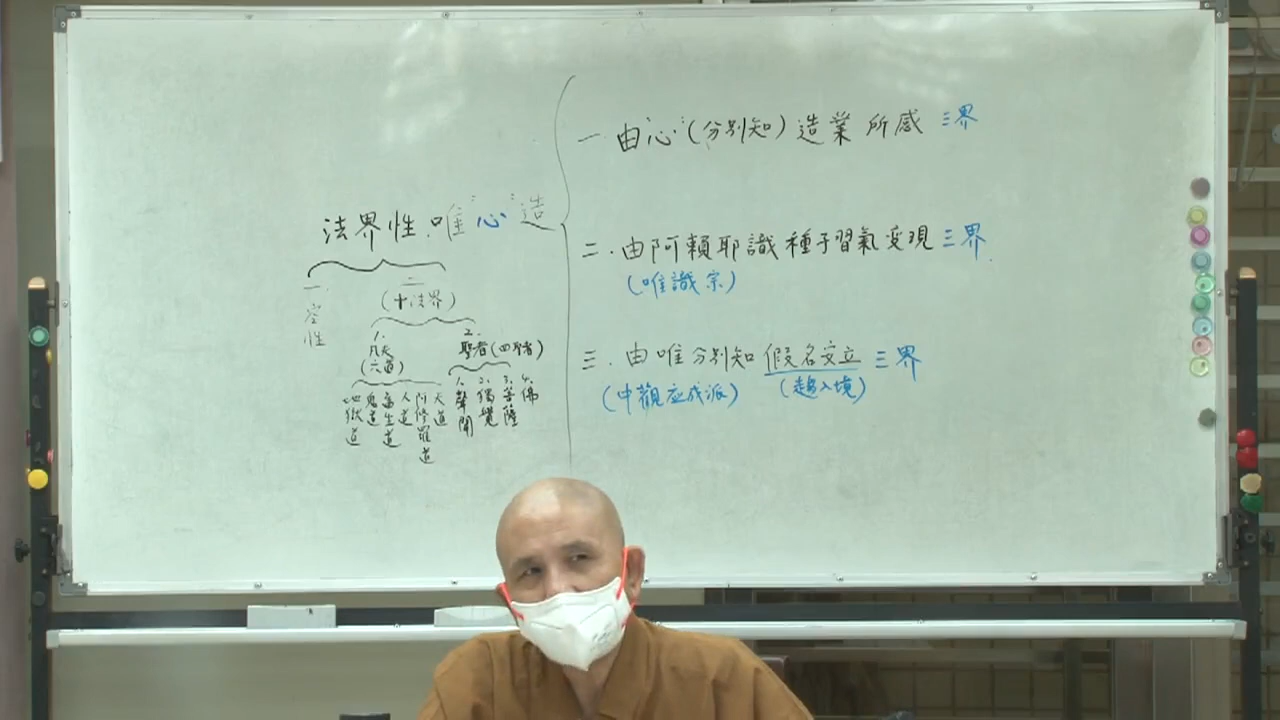 法界性唯"心"造
一.
空性
二
(十法界)
1.
凡夫
(六道)
地獄道
鬼道
畜生道
人道
阿修羅道
天道
2.
聖者(四聖者)
1.聲聞
2.獨覺
3.菩薩
4.佛
一.由"心"(分別知)造業所感三界
二.由阿賴耶識種子習氣变現三界.
(唯識宗)
三.由唯分別知假名安立三界
(中觀应成派)
(趨入境)